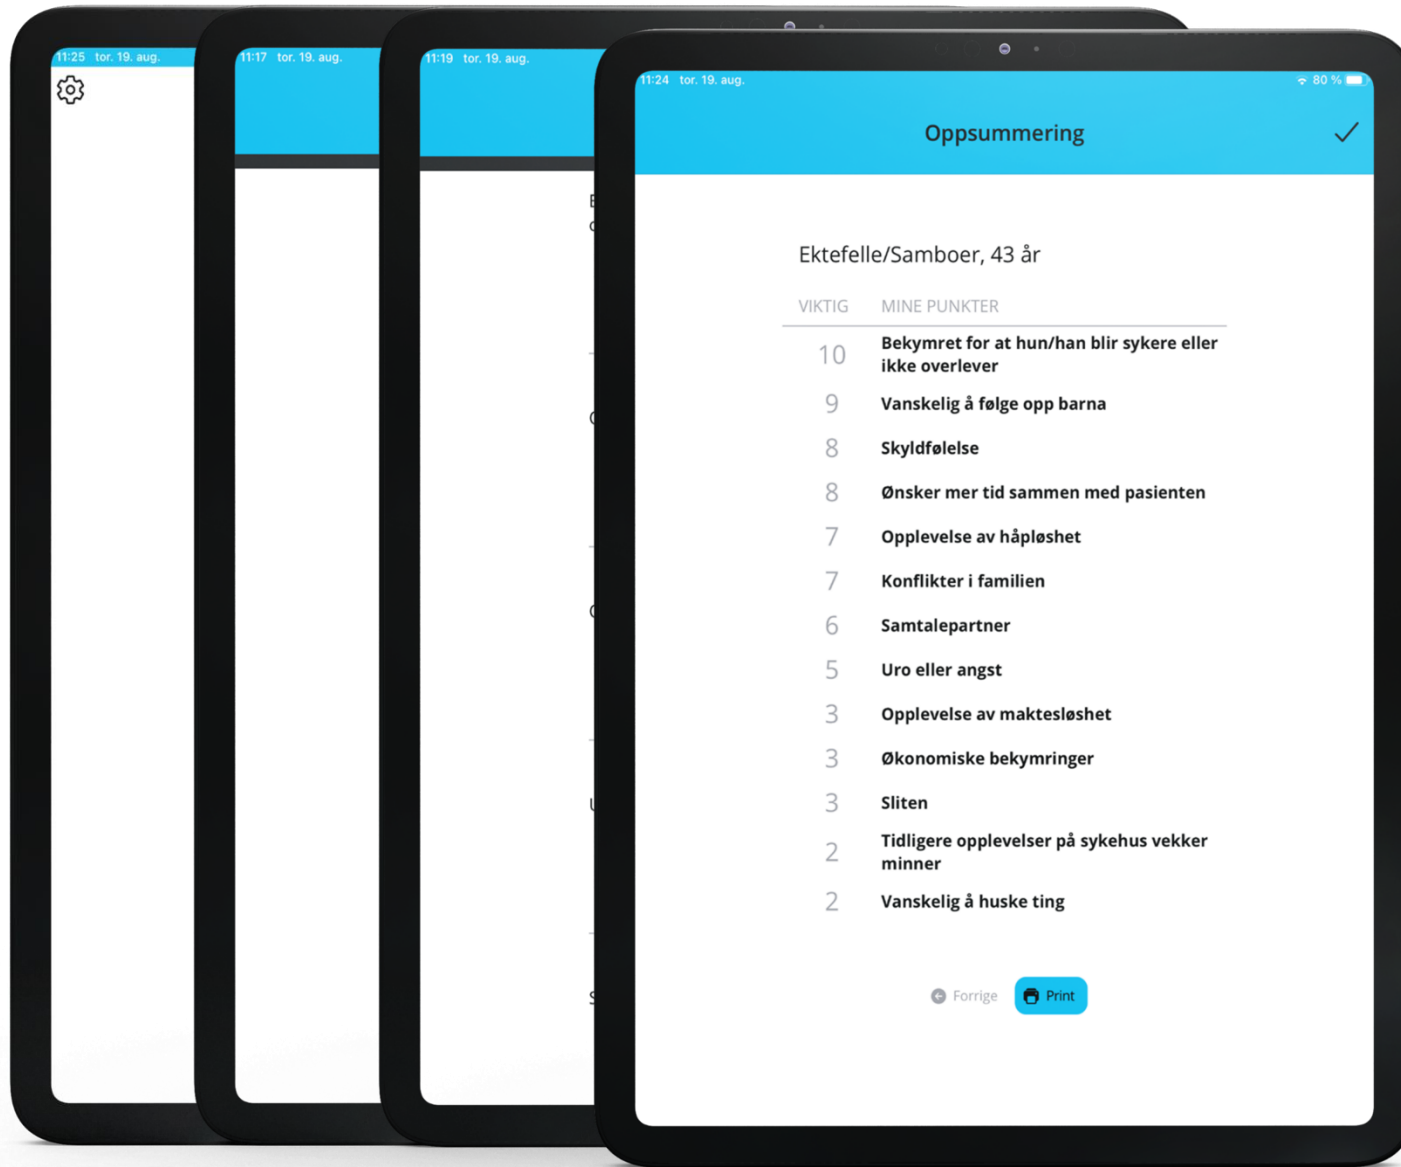 11:25 tor. 19. aug.
11:17 tor. 19. aug.
11:19 tor. 19. aug.
11:24 tor. 19. aug.
80 %
Oppsummering
Ektefelle/Samboer, 43 år
VIKTIG MINE PUNKTER
10 Bekymret for at hun/han blir sykere eller
ikke overlever
9 Vanskelig å følge opp barna
8 Skyldfølelse
8 Ønsker mer tid sammen med pasienten
7 Opplevelse av håpløshet
7 Konflikter i familien
6 Samtalepartner
5 Uro eller angst
3 Opplevelse av maktesløshet
3 Økonomiske bekymringer
3 Sliten
2 Tidligere opplevelser på sykehus vekker
minner
2 Vanskelig å huske ting
Forrige Print